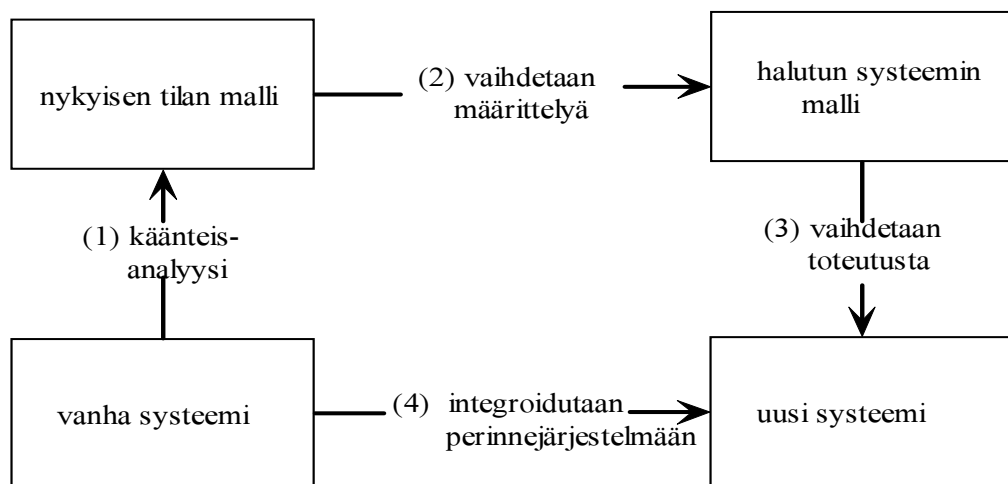 nykyisen tilan malli
(2) vaihdetaan
määrittelyä
halutun systeemin
malli
(1) käänteis-
analyysi
(3) vaihdetaan
toteutusta
vanha systeemi
(4) integroidutaan
perinnejärjestelmään
uusi systeemi